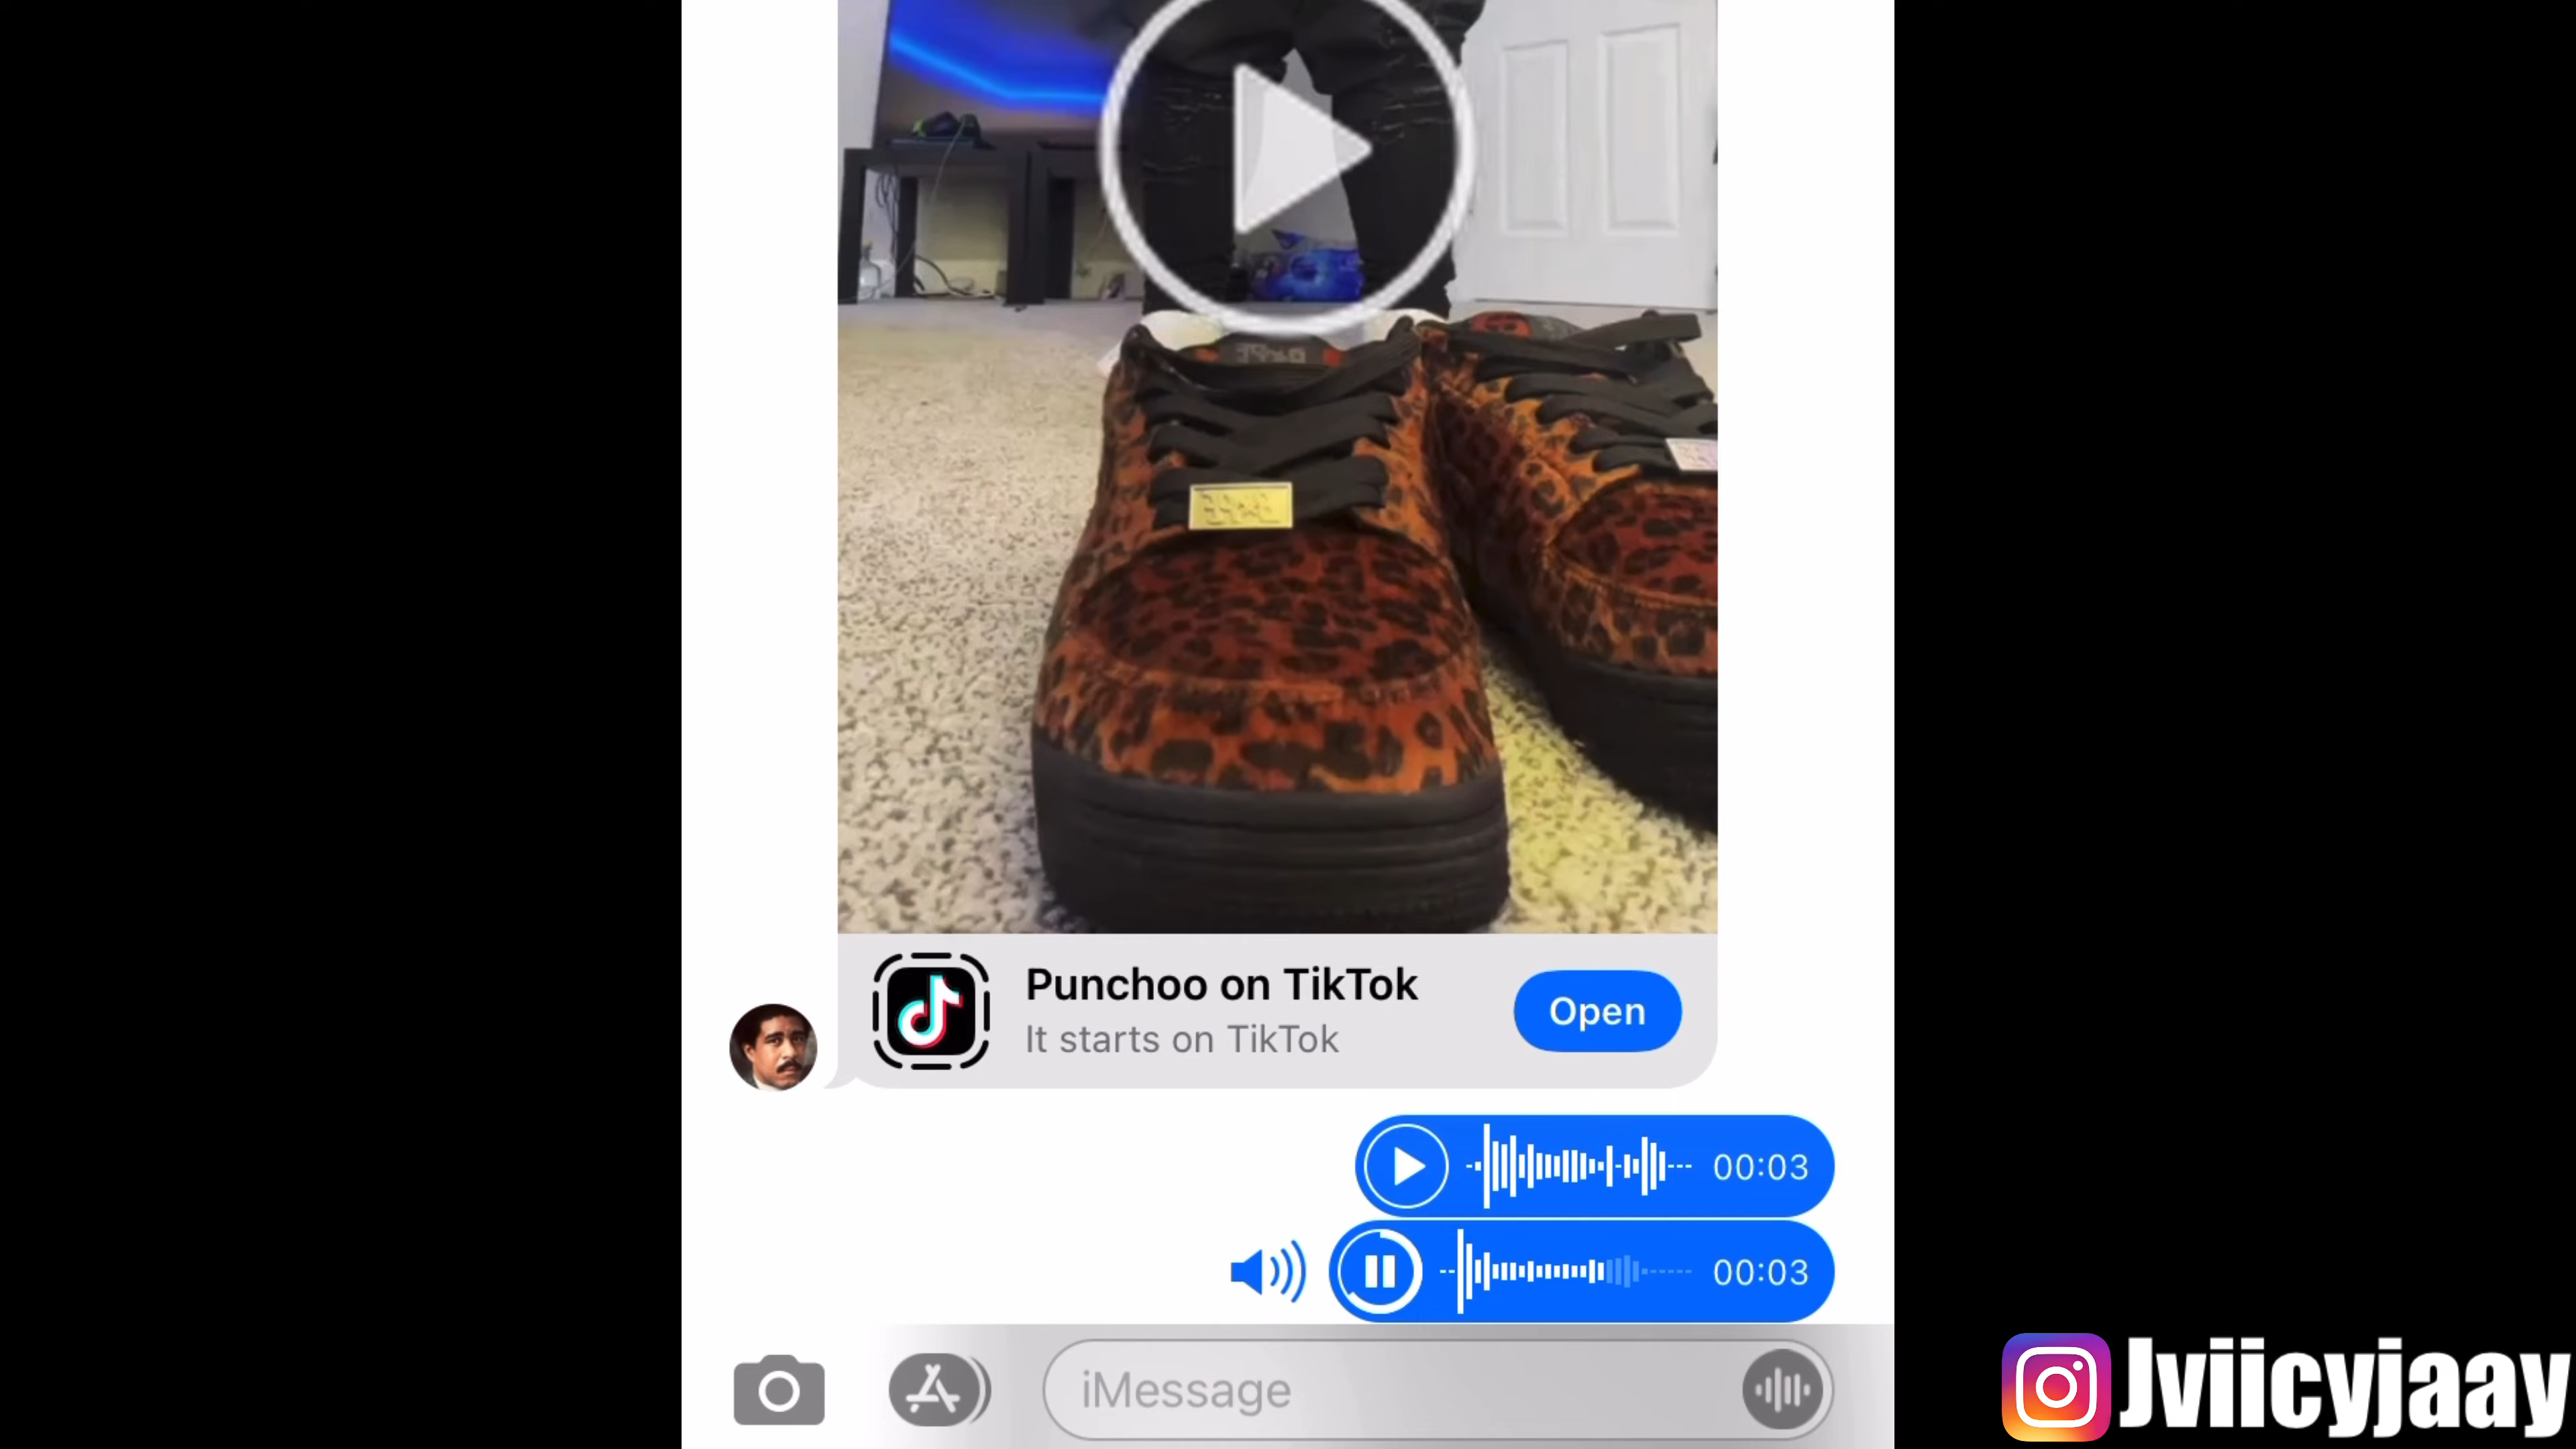 Punchoo on TikTok
It starts on TikTok
Open
00:03
00:03
iMessage
Jviicyjaay